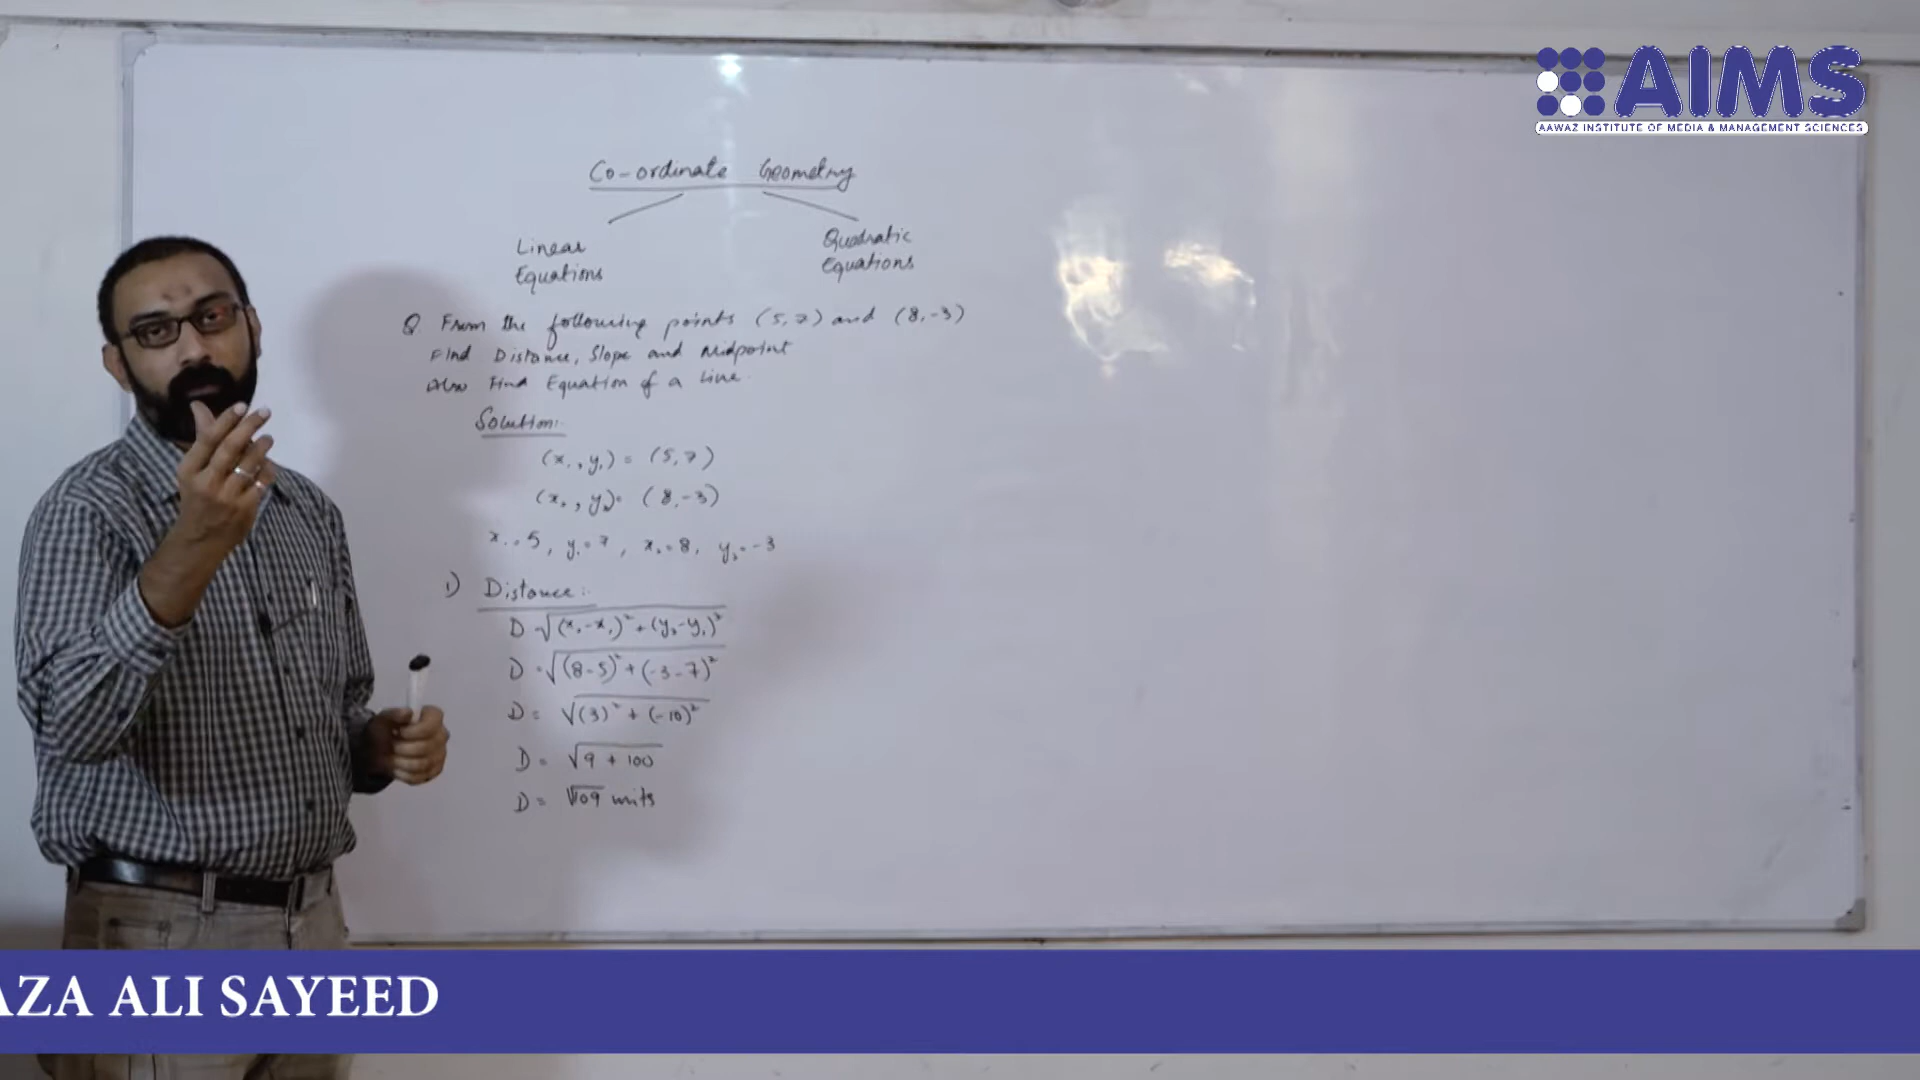 AIMS
AAWAZ INSTITUTE OF MEDIA & MANAGEMENT SCIENCES
Co-ordinate Geometry
Linear
Equations
Quadratic
Equations
Q. From the following points (5,7) and (8,-3)
Find Distance, Slope and Midpoint
Also Find Equation of a Line.
Solution:
(x₁, y₁) = (5,7)
(x₂, y₂) = (8,-3)
x₁ = 5, y₁ = 7, x₂ = 8, y₂ = -3
1) Distance:
D = √(x₂-x₁)² + (y₂-y₁)²
D = √(8-5)² + (-3-7)²
D = √(3)² + (-10)²
D = √9 + 100
D = √109 units
AZA ALI SAYEED